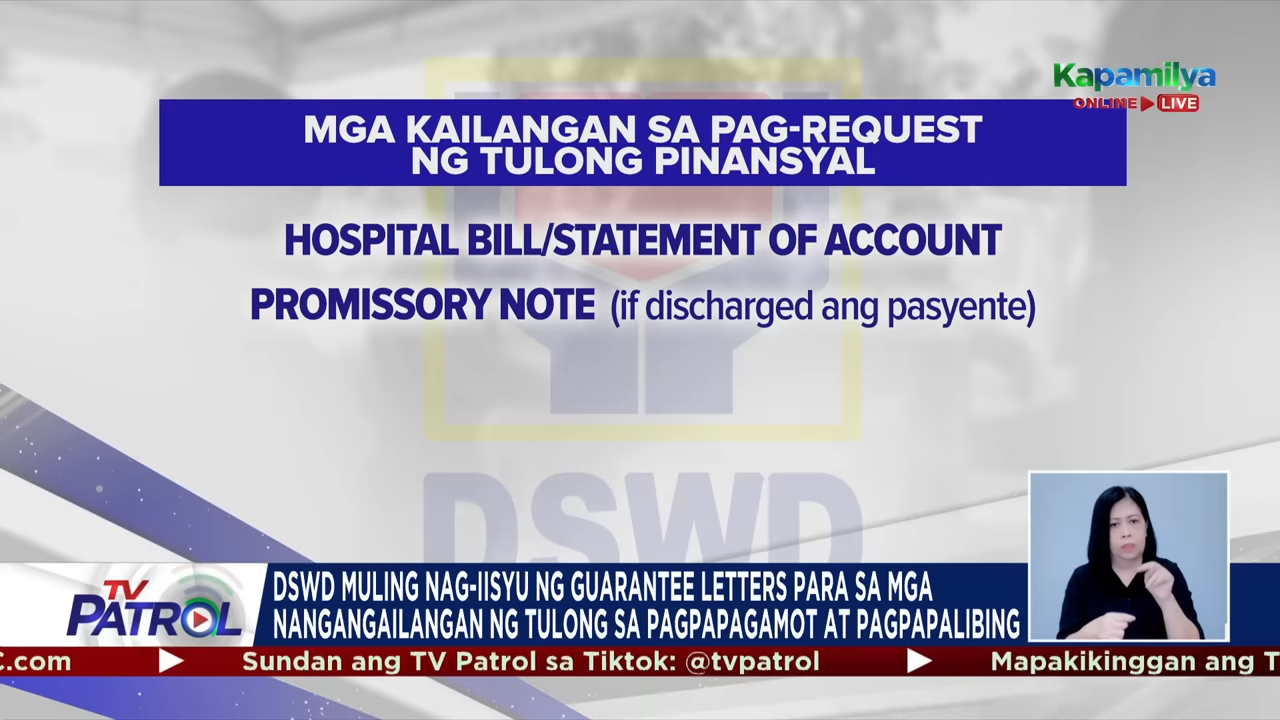 Kapamilya
ONLINE LIVE
MGA KAILANGAN SA PAG-REQUEST
NG TULONG PINANSYAL
HOSPITAL BILL/STATEMENT OF ACCOUNT
PROMISSORY NOTE (if discharged ang pasyente)
DSWD
TV
PATROL
DSWD MULING NAG-IISYU NG GUARANTEE LETTERS PARA SA MGA
NANGANGAILANGAN NG TULONG SA PAGPAPAGAMOT AT PAGPAPALIBING
C.com Sundan ang TV Patrol sa Tiktok: @tvpatrol Mapakikinggan ang T